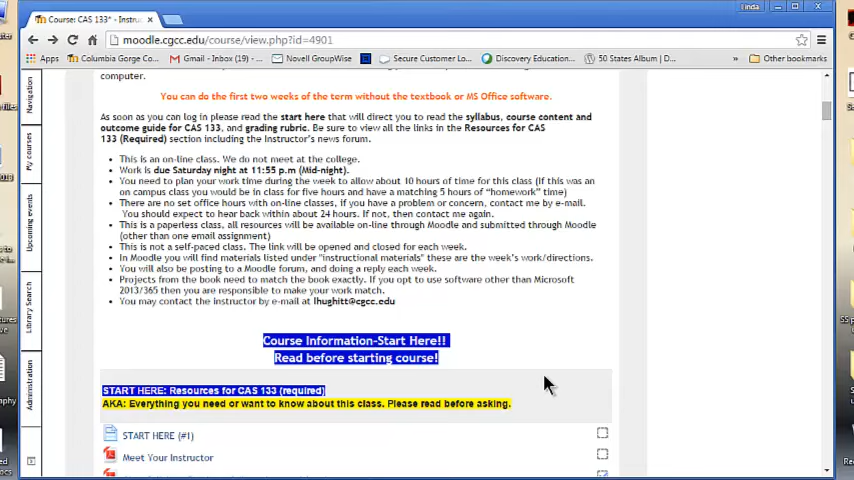 Linda
Course: CAS 133* - Instruc
moodle.cgcc.edu/course/view.php?id=4901
Columbia Gorge Co... Gmail - Inbox (19) -... Novell GroupWise Secure Customer Lo... Discovery Education... 50 States Album | D... Other bookmarks
Navigation
My courses
Upcoming events
Library Search
Administration
computer.
You can do the first two weeks of the term without the textbook or MS Office software.
As soon as you can log in please read the start here that will direct you to read the syllabus, course content and
outcome guide for CAS 133, and grading rubric. Be sure to view all the links in the Resources for CAS
133 (Required) section including the Instructor's news forum.
• This is an on-line class. We do not meet at the college.
• Work is due Saturday night at 11:55 p.m (Mid-night).
• You need to plan your work time during the week to allow about 10 hours of time for this class (If this was an
on campus class you would be in class for five hours and have a matching 5 hours of "homework" time)
• There are no set office hours with on-line classes, if you have a problem or concern, contact me by e-mail.
You should expect to hear back within about 24 hours. If not, then contact me again.
• This is a paperless class, all resources will be available on-line through Moodle and submitted through Moodle
(other than one email assignment)
• This is not a self-paced class. The link will be opened and closed for each week.
• In Moodle you will find materials listed under "instructional materials" these are the week's work/directions.
• You will also be posting to a Moodle forum, and doing a reply each week.
• Projects from the book need to match the book exactly. If you opt to use software other than Microsoft
2013/365 then you are responsible to make your work match.
• You may contact the instructor by e-mail at lhughitt@cgcc.edu
Course Information-Start Here!!
Read before starting course!
START HERE: Resources for CAS 133 (required)
AKA: Everything you need or want to know about this class. Please read before asking.
START HERE (#1)
Meet Your Instructor